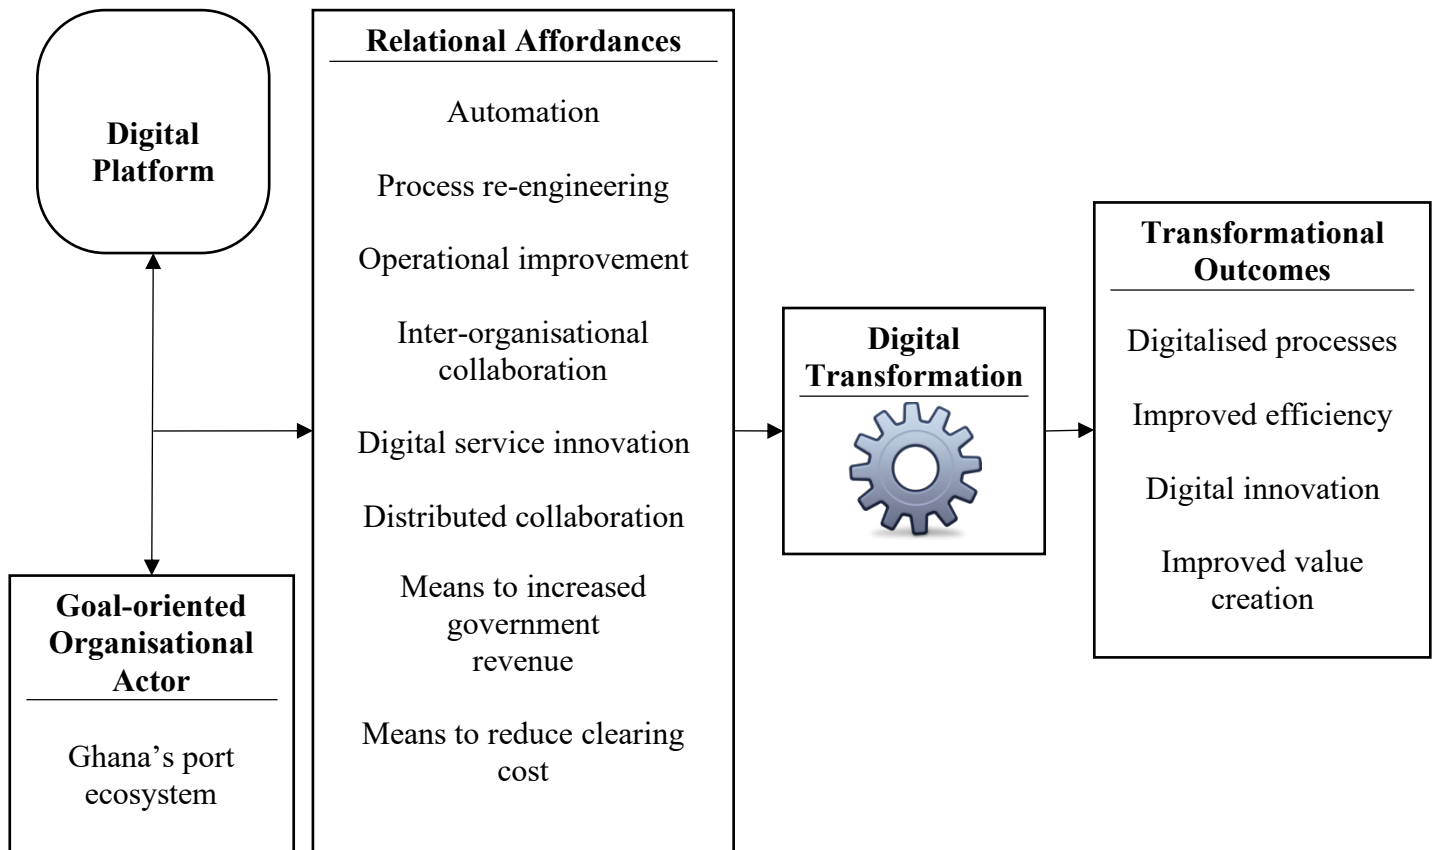 Digital
Platform
Goal-oriented
Organisational
Actor
Ghana’s port
ecosystem
Relational Affordances
Automation
Process re-engineering
Operational improvement
Inter-organisational
collaboration
Digital service innovation
Distributed collaboration
Means to increased
government
revenue
Means to reduce clearing
cost
Digital
Transformation
Transformational
Outcomes
Digitalised processes
Improved efficiency
Digital innovation
Improved value
creation